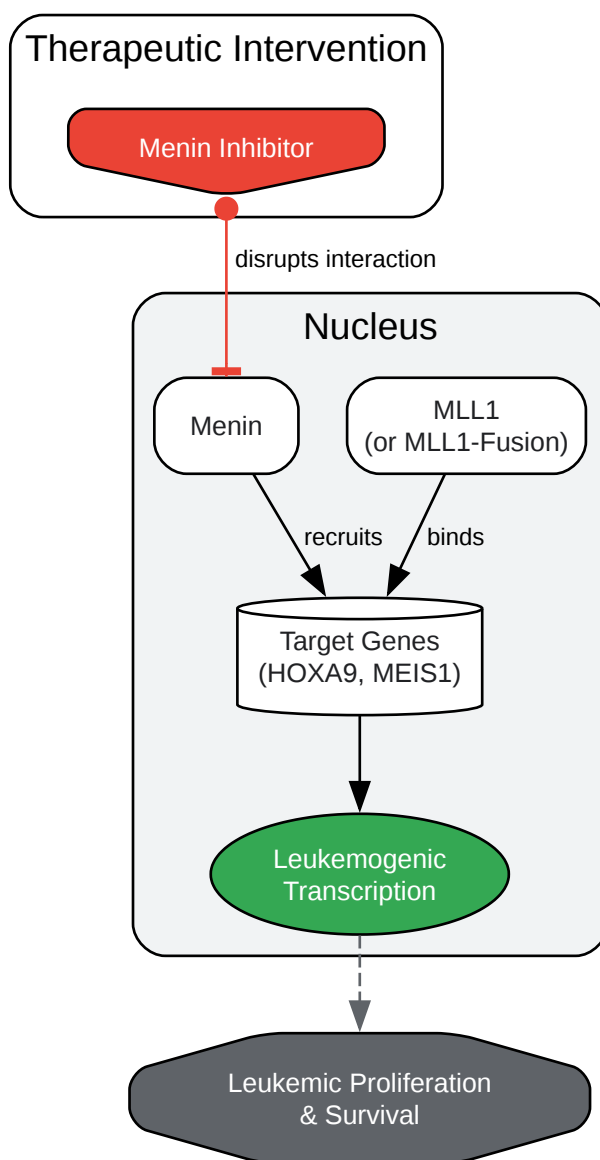 Therapeutic Intervention
Menin Inhibitor
disrupts interaction
Nucleus
Menin
MLL1
(or MLL1-Fusion)
recruits
binds
Target Genes
(HOXA9, MEIS1)
Leukemogenic
Transcription
Leukemic Proliferation
& Survival